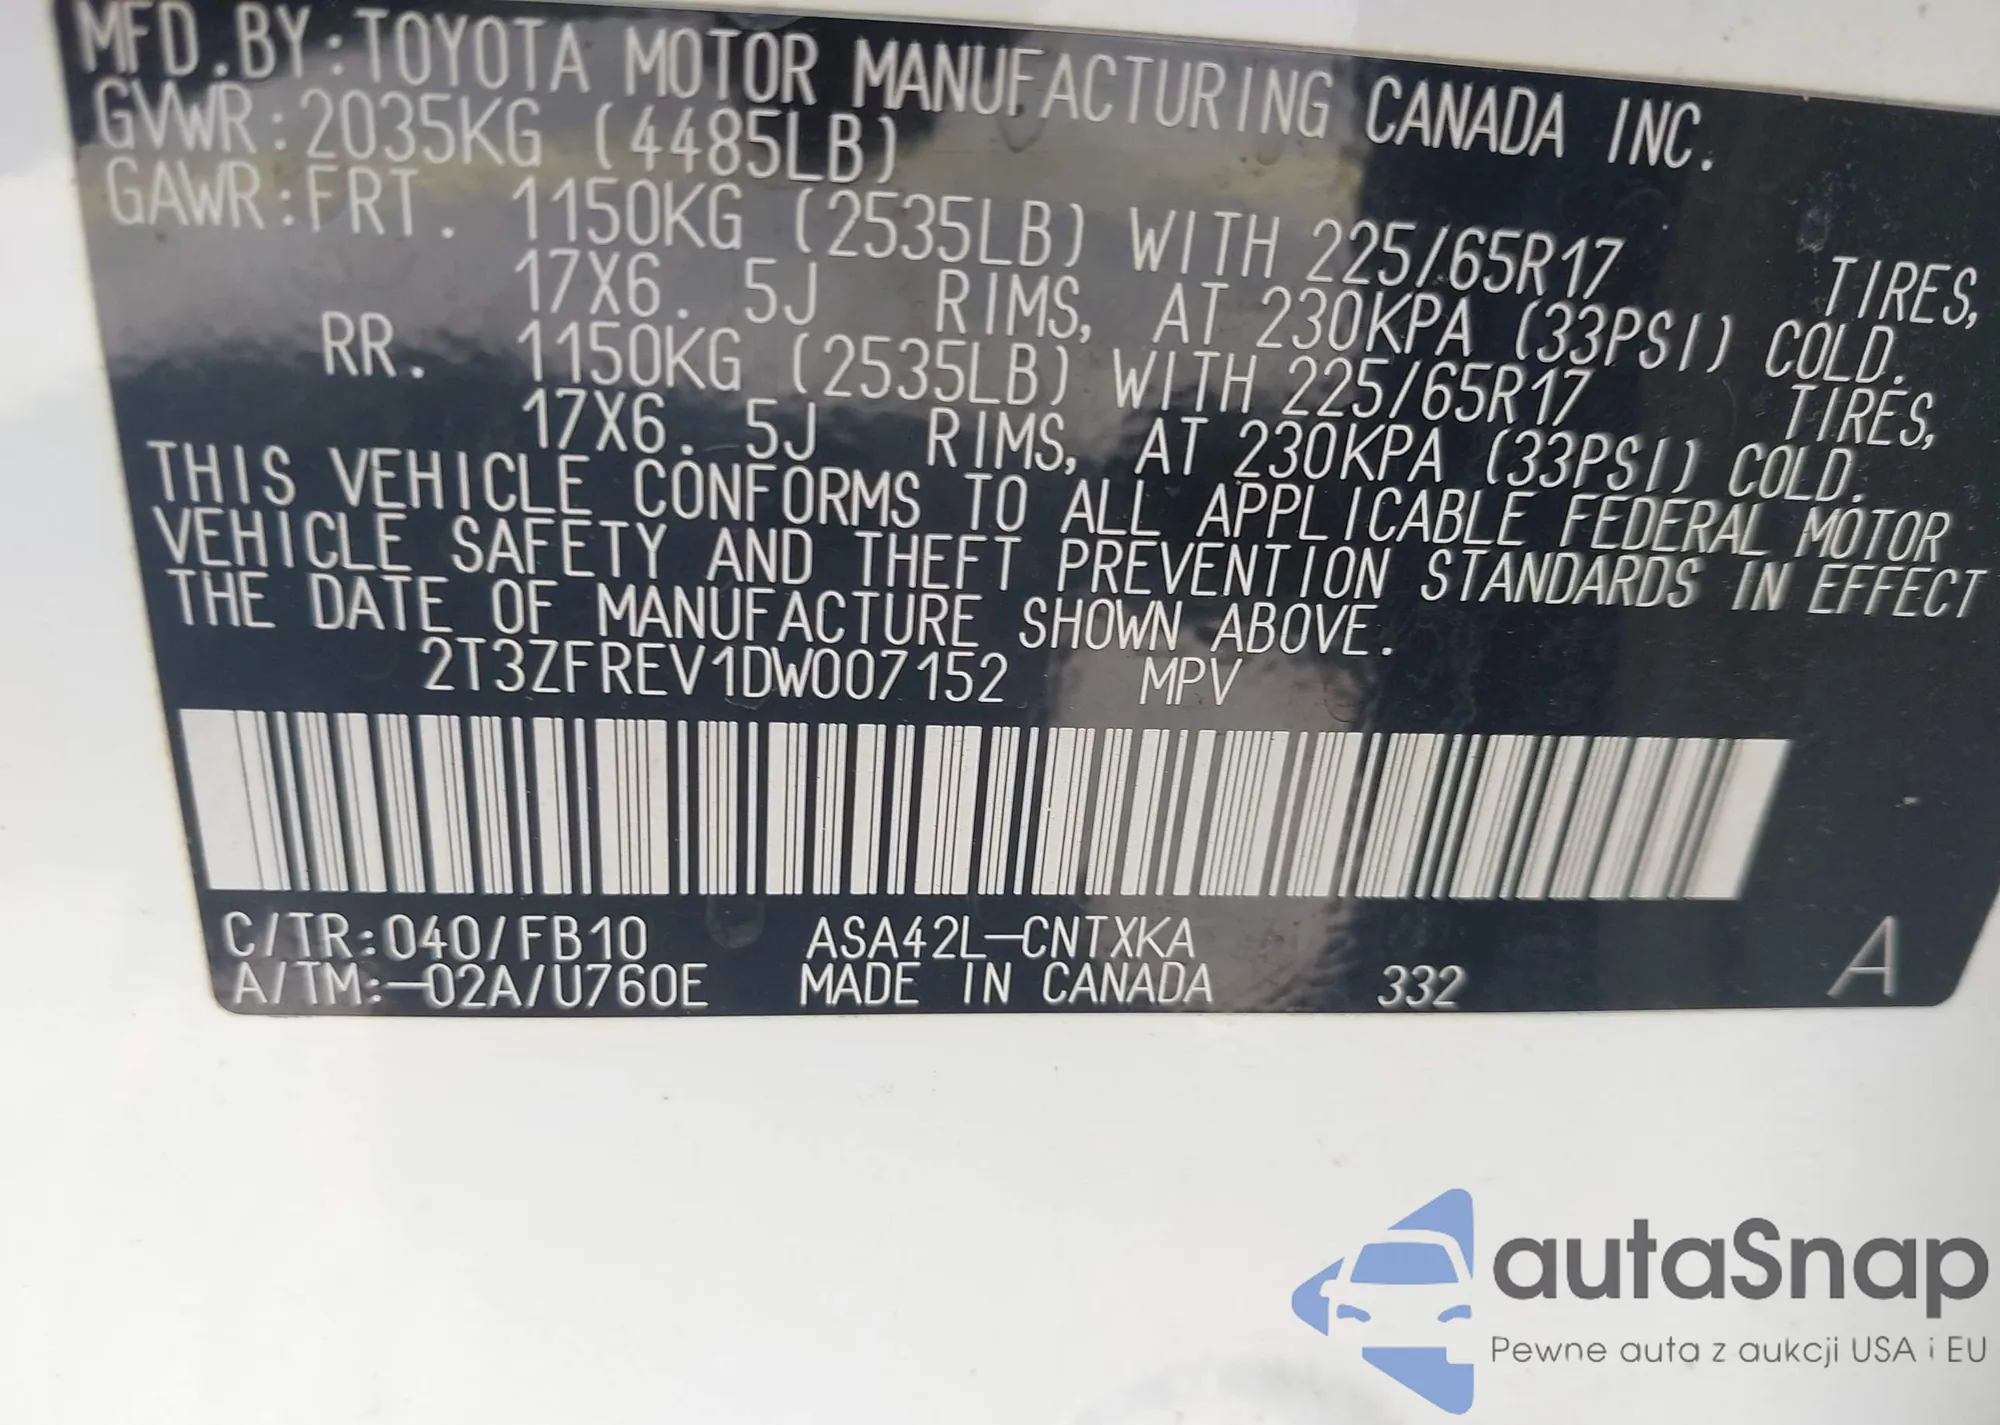 MFD.BY:TOYOTA MOTOR MANUFACTURING CANADA INC.
GVWR:2035KG (4485LB)
GAWR:FRT. 1150KG (2535LB) WITH 225/65R17 TIRES,
17X6.5J RIMS, AT 230KPA (33PSI) COLD.
RR. 1150KG (2535LB) WITH 225/65R17 TIRES,
17X6.5J RIMS, AT 230KPA (33PSI) COLD.
THIS VEHICLE CONFORMS TO ALL APPLICABLE FEDERAL MOTOR
VEHICLE SAFETY AND THEFT PREVENTION STANDARDS IN EFFECT
THE DATE OF MANUFACTURE SHOWN ABOVE.
2T3ZFREV1DW007152 MPV
C/TR:040/FB10 ASA42L-CNTXKA
A/TM:-02A/U760E MADE IN CANADA 332 A
autaSnap
Pewne auta z aukcji USA i EU